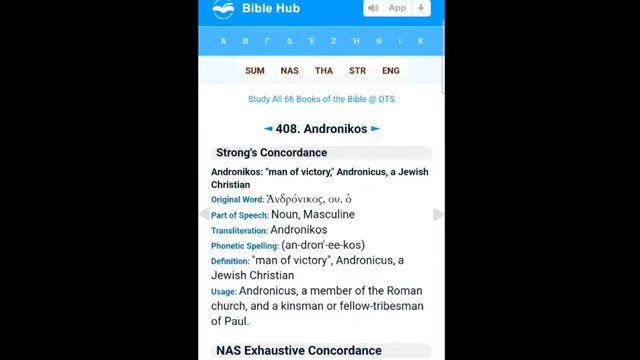 Bible Hub
App
Ἀ Β Γ Δ Ἐ Ζ Ἡ Θ ἰ Κ
SUM NAS THA STR ENG
Study All 66 Books of the Bible @ DTS
◄ 408. Andronikos ►
Strong's Concordance
Andronikos: "man of victory," Andronicus, a Jewish
Christian
Original Word: Ἀνδρόνικος, ου, ὁ
Part of Speech: Noun, Masculine
Transliteration: Andronikos
Phonetic Spelling: (an-dron'-ee-kos)
Definition: "man of victory", Andronicus, a
Jewish Christian
Usage: Andronicus, a member of the Roman
church, and a kinsman or fellow-tribesman
of Paul.
NAS Exhaustive Concordance